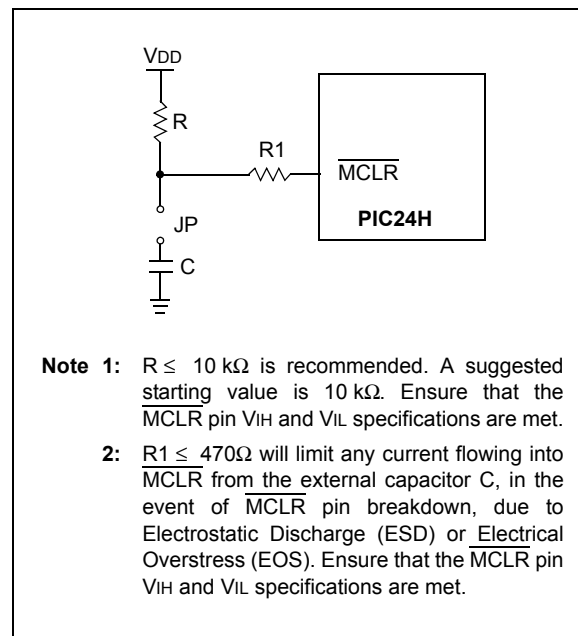 VDD
R
R1
MCLR
JP
PIC24H
C
Note 1: R ≤ 10 kΩ is recommended. A suggested
starting value is 10 kΩ. Ensure that the
MCLR pin VIH and VIL specifications are met.
2: R1 ≤ 470Ω will limit any current flowing into
MCLR from the external capacitor C, in the
event of MCLR pin breakdown, due to
Electrostatic Discharge (ESD) or Electrical
Overstress (EOS). Ensure that the MCLR pin
VIH and VIL specifications are met.